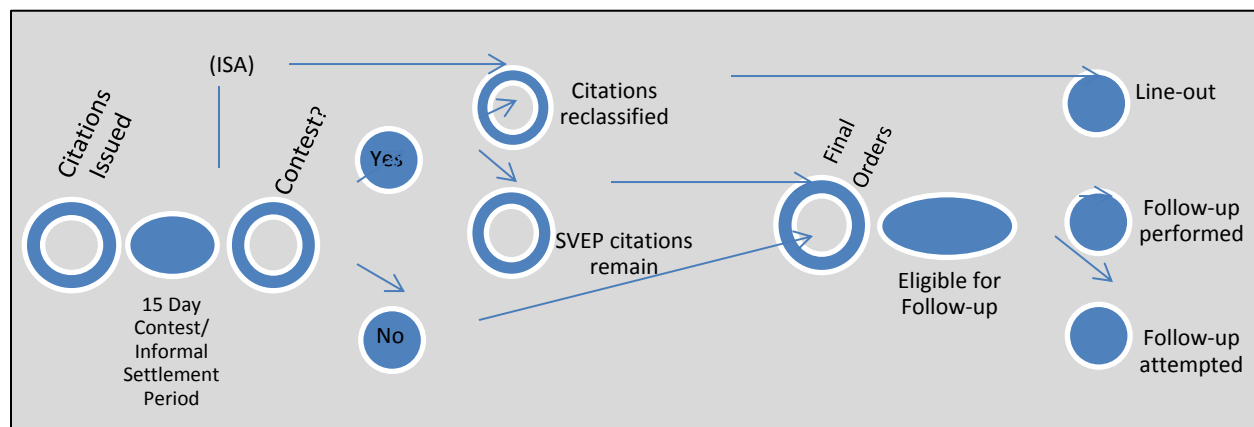 (ISA)
Citations
Issued
15 Day
Contest/
Informal
Settlement
Period
Contest?
Yes
No
Citations
reclassified
SVEP citations
remain
Final
Orders
Eligible for
Follow-up
Line-out
Follow-up
performed
Follow-up
attempted